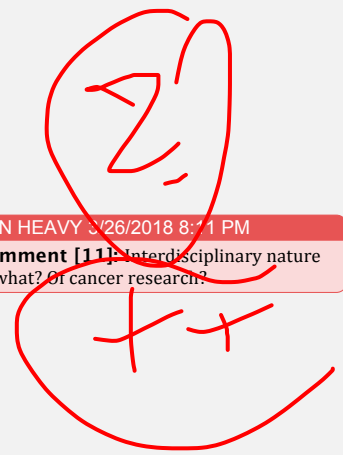 N HEAVY 3/26/2018 8:11 PM
mment [11]: Interdisciplinary nature
what? Of cancer research?
++